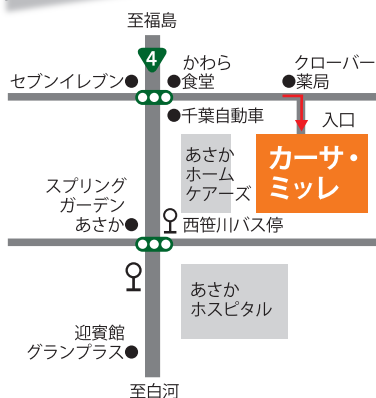 至福島
4
セブンイレブン
かわら
食堂
クローバー
薬局
千葉自動車
入口
あさか
ホーム
ケアーズ
カーサ・
ミッレ
スプリング
ガーデン
あさか
西笹川バス停
あさか
ホスピタル
迎賓館
グランプラス
至白河